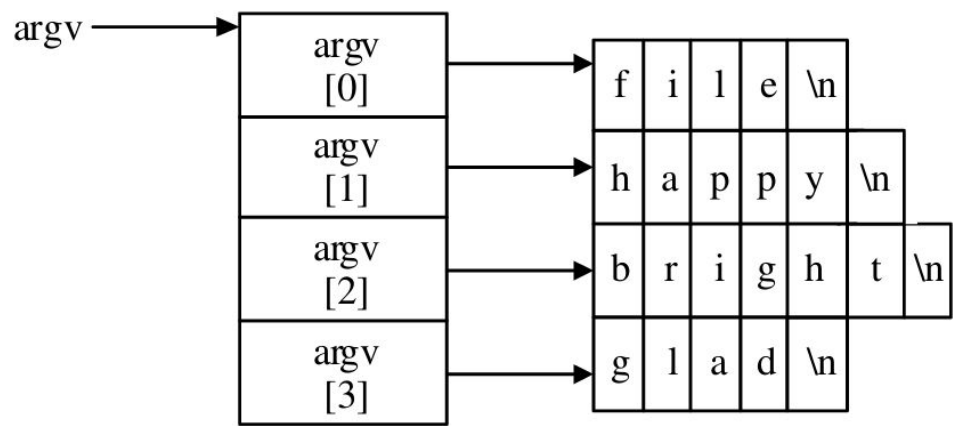 argv
argv
[0]
f i l e \n
argv
[1]
h a p p y \n
argv
[2]
b r i g h t \n
argv
[3]
g l a d \n